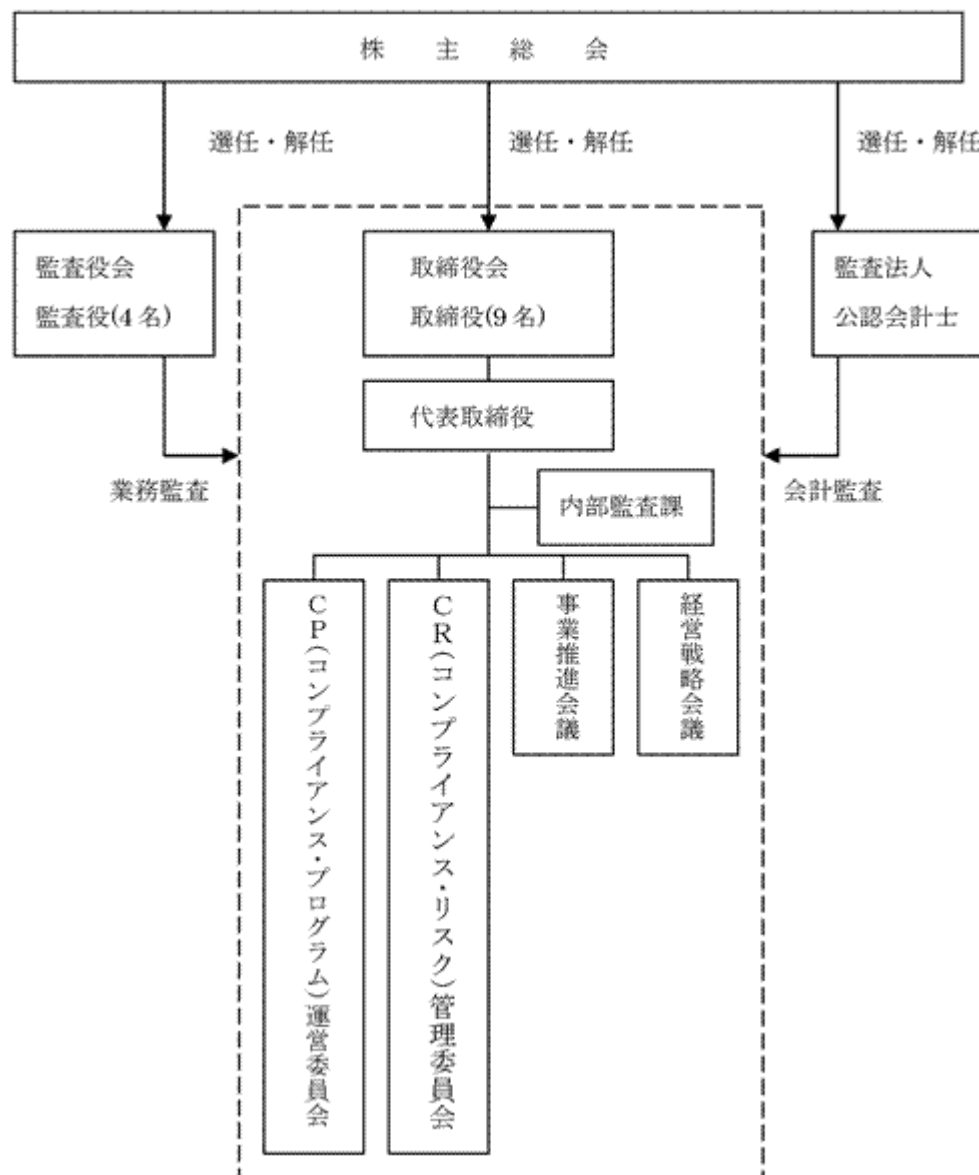 株主総会
選任・解任
選任・解任
選任・解任
監査役会
監査役(4名)
取締役会
取締役(9名)
監査法人
公認会計士
代表取締役
業務監査
会計監査
内部監査課
CP(コンプライアンス・プログラム)運営委員会
CR(コンプライアンス・リスク)管理委員会
事業推進会議
経営戦略会議